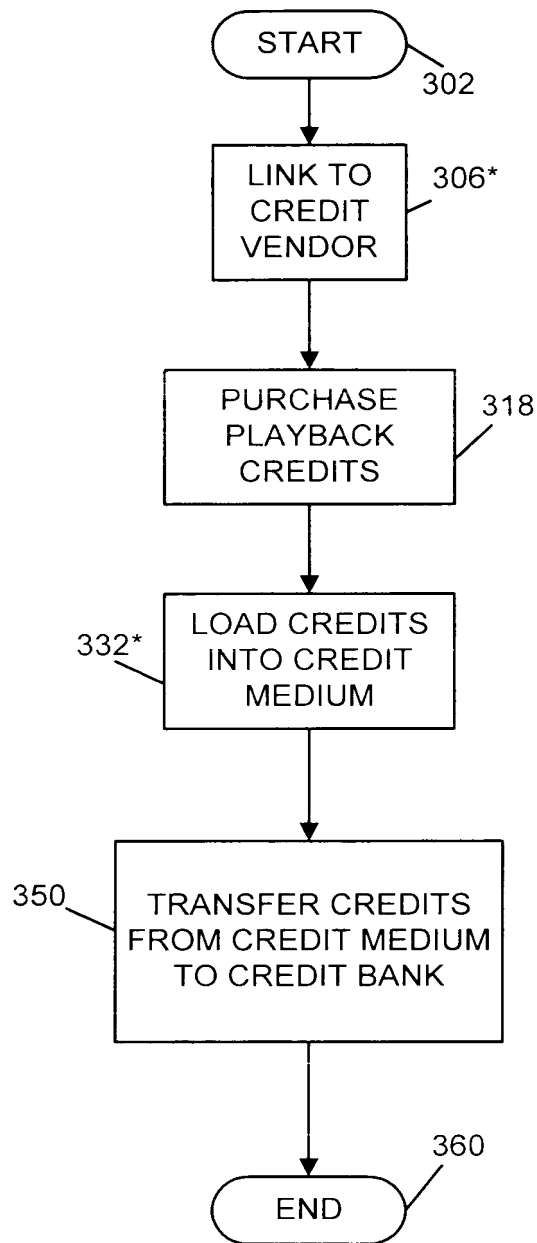 START
302
LINK TO
CREDIT
VENDOR
306*
PURCHASE
PLAYBACK
CREDITS
318
LOAD CREDITS
INTO CREDIT
MEDIUM
332*
350
TRANSFER CREDITS
FROM CREDIT MEDIUM
TO CREDIT BANK
360
END